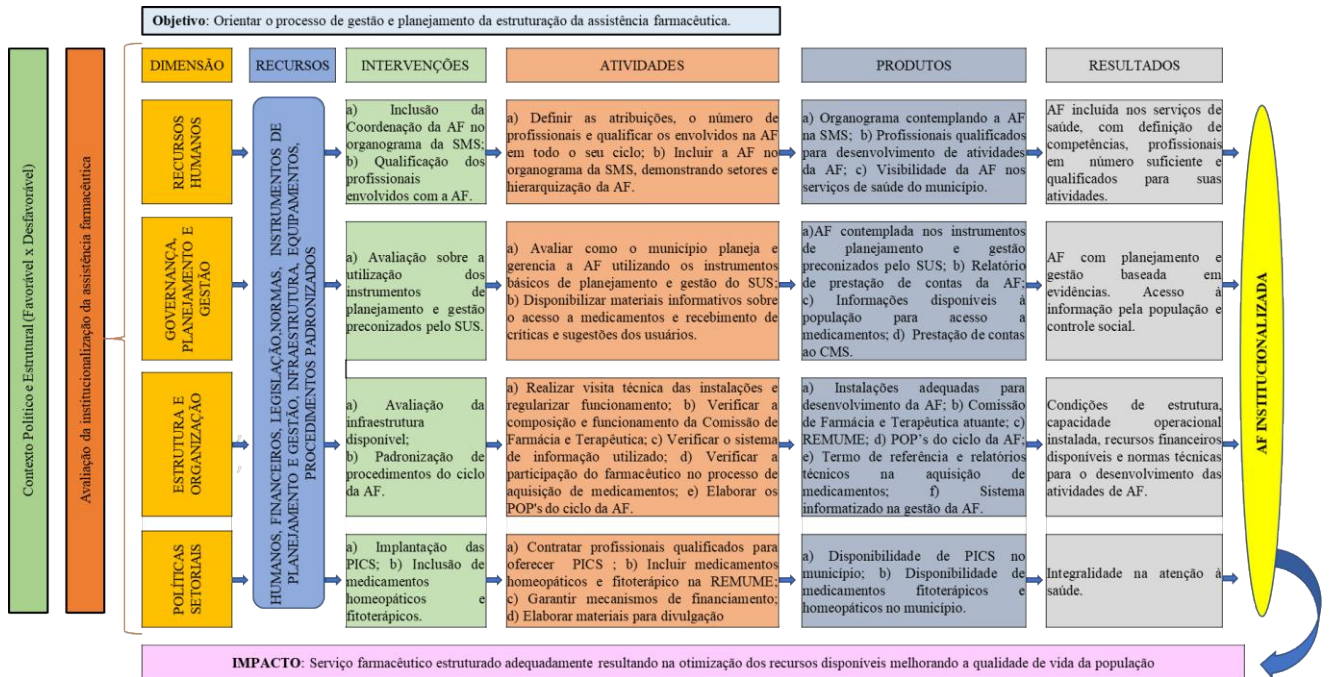 Objetivo: Orientar o processo de gestão e planejamento da estruturação da assistência farmacêutica.
Contexto Político e Estrutural (Favorável x Desfavorável)
Avaliação da institucionalização da assistência farmacêutica
DIMENSÃO
RECURSOS
INTERVENÇÕES
ATIVIDADES
PRODUTOS
RESULTADOS
HUMANOS, FINANCEIROS, LEGISLAÇÃO,NORMAS, INSTRUMENTOS DE
PLANEJAMENTO E GESTÃO, INFRAESTRUTURA, EQUIPAMENTOS,
PROCEDIMENTOS PADRONIZADOS
RECURSOS
HUMANOS
a) Inclusão da
Coordenação da AF no
organograma da SMS;
b) Qualificação dos
profissionais
envolvidos com a AF.
a) Definir as atribuições, o número de
profissionais e qualificar os envolvidos na AF
em todo o seu ciclo; b) Incluir a AF no
organograma da SMS, demonstrando setores e
hierarquização da AF.
a) Organograma contemplando a AF
na SMS; b) Profissionais qualificados
para desenvolvimento de atividades
da AF; c) Visibilidade da AF nos
serviços de saúde do município.
AF incluída nos serviços de
saúde, com definição de
competências, profissionais
em número suficiente e
qualificados para suas
atividades.
GOVERNANÇA,
PLANEJAMENTO E
GESTÃO
a) Avaliação sobre a
utilização dos
instrumentos de
planejamento e gestão
preconizados pelo SUS.
a) Avaliar como o município planeja e
gerencia a AF utilizando os instrumentos
básicos de planejamento e gestão do SUS;
b) Disponibilizar materiais informativos sobre
o acesso a medicamentos e recebimento de
críticas e sugestões dos usuários.
a)AF contemplada nos instrumentos
de planejamento e gestão
preconizados pelo SUS; b) Relatório
de prestação de contas da AF;
c) Informações disponíveis à
população para acesso a
medicamentos; d) Prestação de contas
ao CMS.
AF com planejamento e
gestão baseada em
evidências. Acesso à
informação pela população e
controle social.
ESTRUTURA E
ORGANIZAÇÃO
a) Avaliação da
infraestrutura
disponível;
b) Padronização de
procedimentos do ciclo
da AF.
a) Realizar visita técnica das instalações e
regularizar funcionamento; b) Verificar a
composição e funcionamento da Comissão de
Farmácia e Terapêutica; c) Verificar o sistema
de informação utilizado; d) Verificar a
participação do farmacêutico no processo de
aquisição de medicamentos; e) Elaborar os
POP's do ciclo da AF.
a) Instalações adequadas para
desenvolvimento da AF; b) Comissão
de Farmácia e Terapêutica atuante; c)
REMUME; d) POP's do ciclo da AF;
e) Termo de referência e relatórios
técnicos na aquisição de
medicamentos; f) Sistema
informatizado na gestão da AF.
Condições de estrutura,
capacidade operacional
instalada, recursos financeiros
disponíveis e normas técnicas
para o desenvolvimento das
atividades de AF.
POLÍTICAS
SETORIAIS
a) Implantação das
PICS; b) Inclusão de
medicamentos
homeopáticos e
fitoterápicos.
a) Contratar profissionais qualificados para
oferecer PICS ; b) Incluir medicamentos
homeopáticos e fitoterápico na REMUME;
c) Garantir mecanismos de financiamento;
d) Elaborar materiais para divulgação
a) Disponibilidade de PICS no
município; b) Disponibilidade de
medicamentos fitoterápicos e
homeopáticos no município.
Integralidade na atenção à
saúde.
AF INSTITUCIONALIZADA
IMPACTO: Serviço farmacêutico estruturado adequadamente resultando na otimização dos recursos disponíveis melhorando a qualidade de vida da população